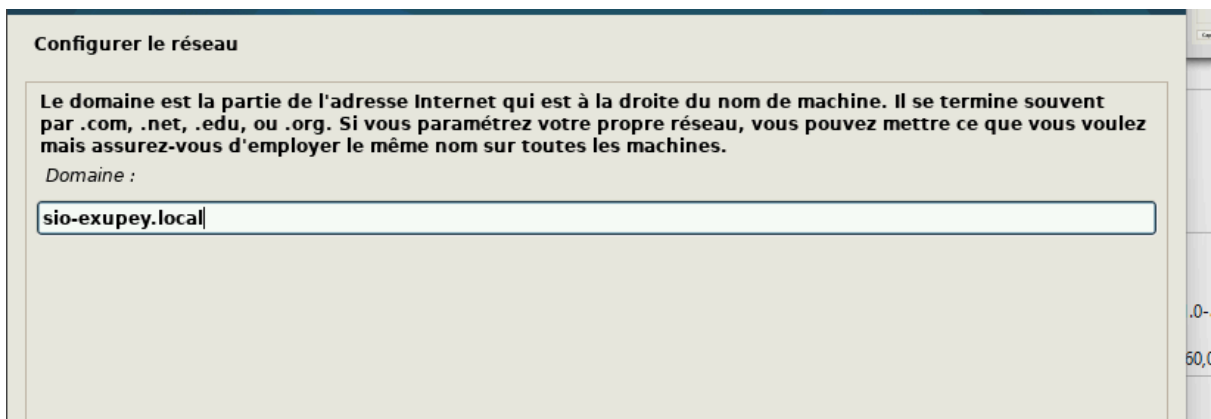 Configurer le réseau
Le domaine est la partie de l'adresse Internet qui est à la droite du nom de machine. Il se termine souvent
par .com, .net, .edu, ou .org. Si vous paramétrez votre propre réseau, vous pouvez mettre ce que vous voulez
mais assurez-vous d'employer le même nom sur toutes les machines.
Domaine :
sio-exupey.local
.0-
60,0